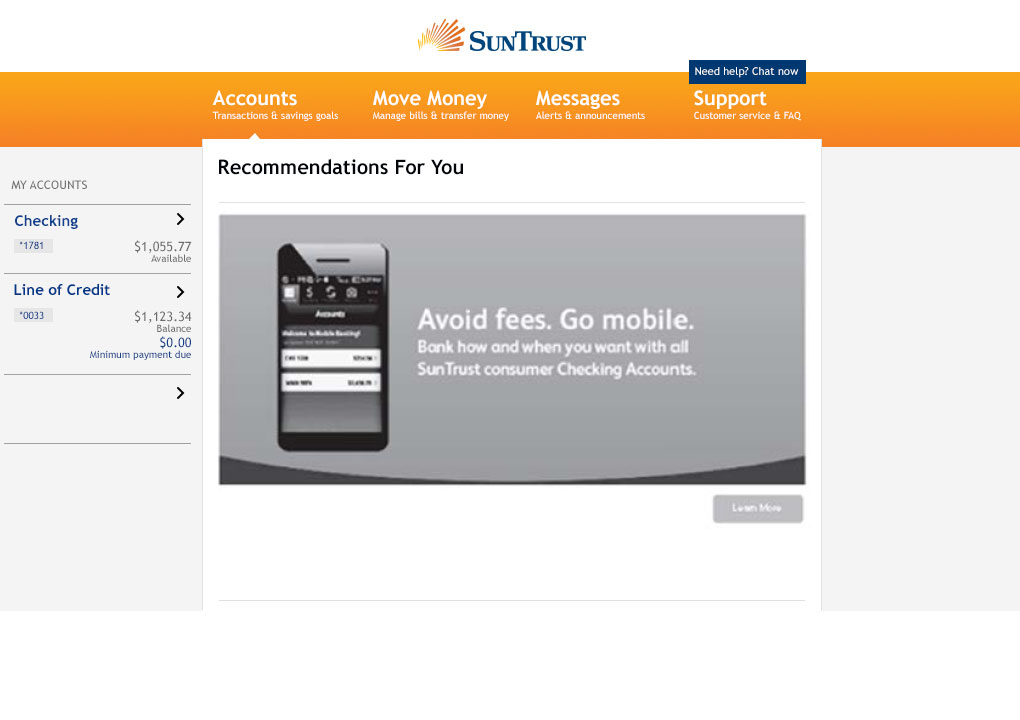 SUNTRUST
Need help? Chat now
Accounts
Transactions & savings goals
Move Money
Manage bills & transfer money
Messages
Alerts & announcements
Support
Customer service & FAQ
MY ACCOUNTS
Checking
*1781
$1,055.77
Available
Line of Credit
*0033
$1,123.34
Balance
$0.00
Minimum payment due
Recommendations For You
Accounts
Welcome to Mobile Banking!
Avoid fees. Go mobile.
Bank how and when you want with all
SunTrust consumer Checking Accounts.
Learn More